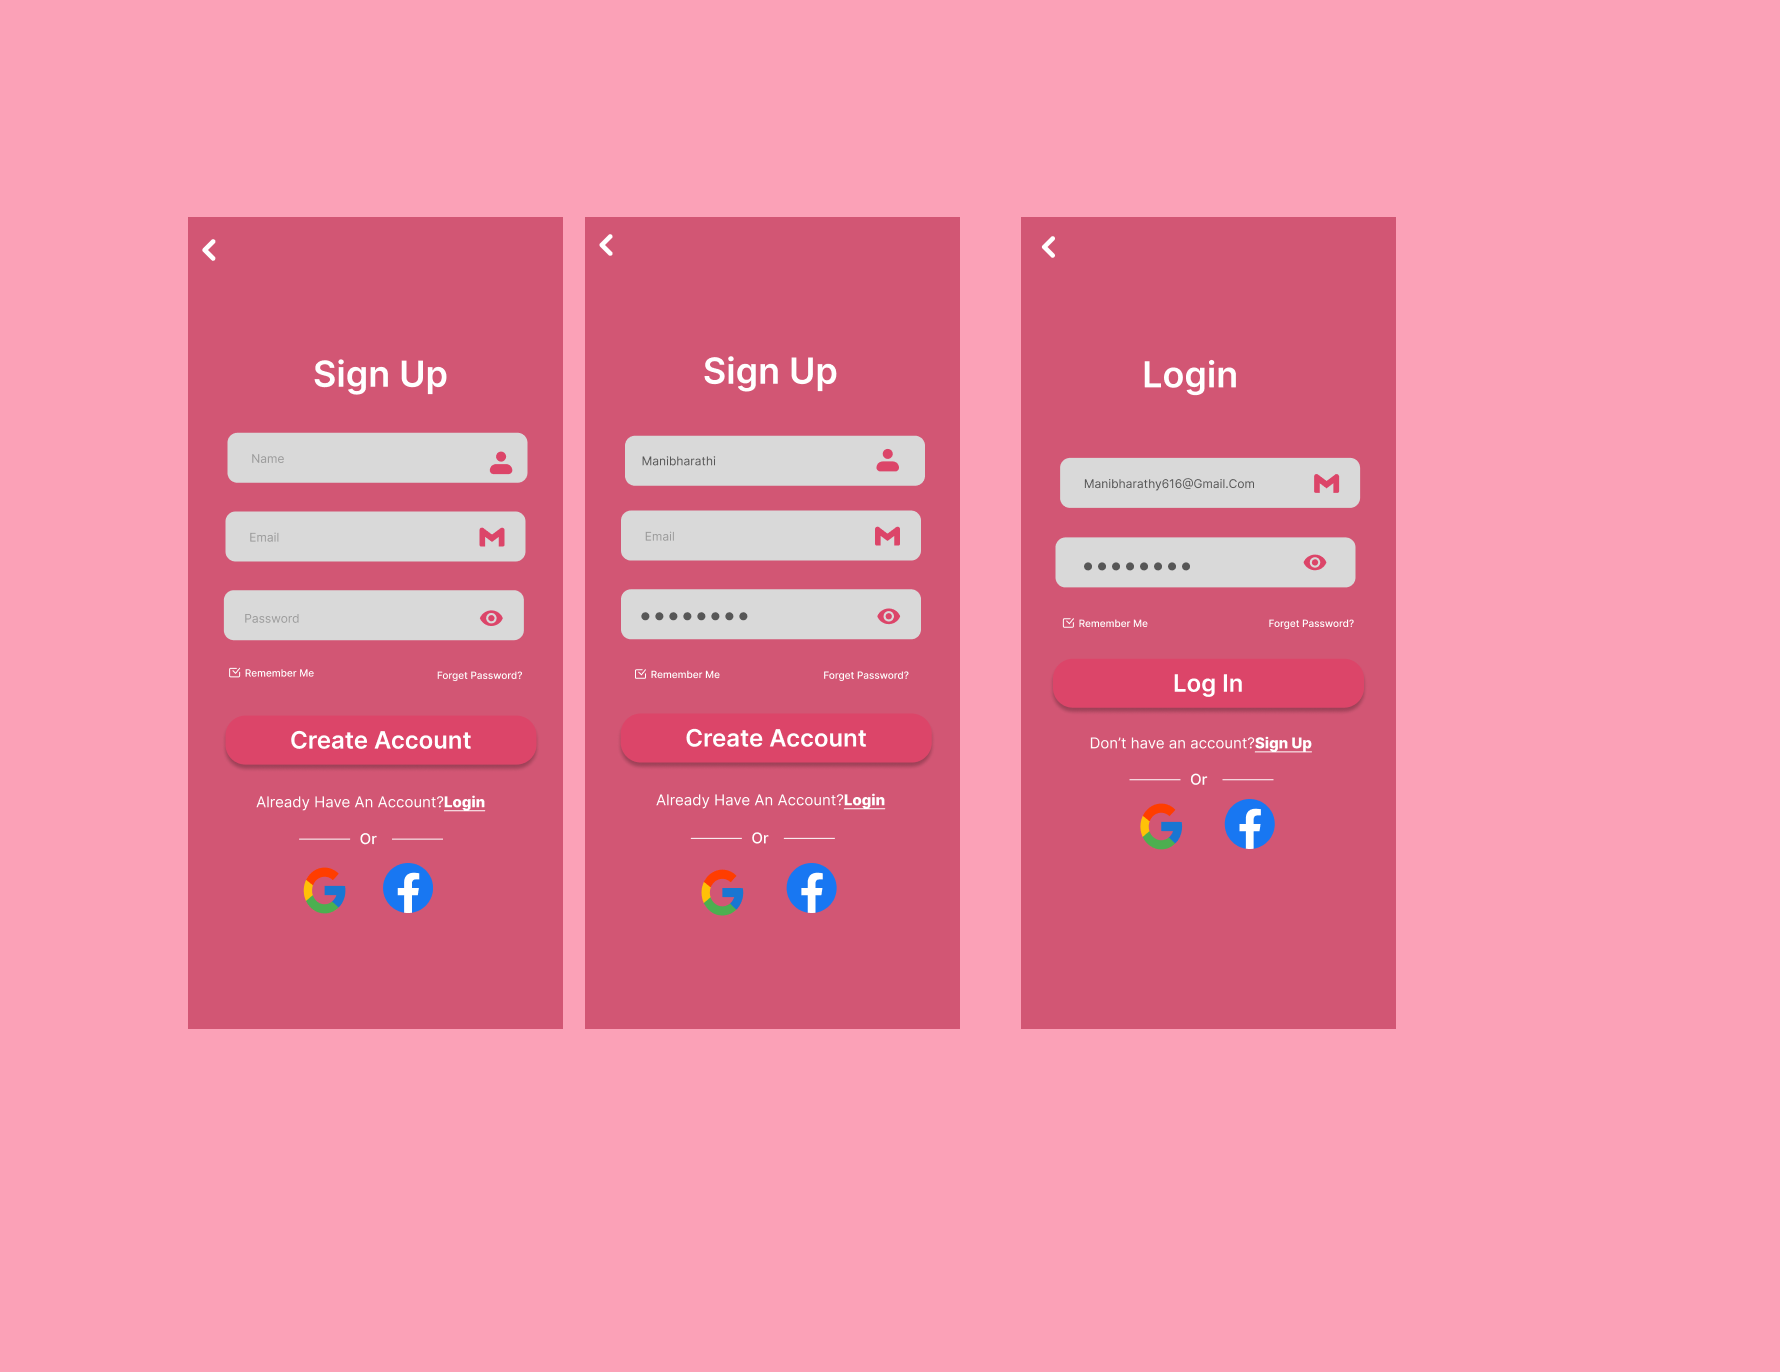 Sign Up
Name
Email
Password
Remember Me
Forget Password?
Create Account
Already Have An Account?Login
Or
Sign Up
Manibharathi
Email
Remember Me
Forget Password?
Create Account
Already Have An Account?Login
Or
Login
Manibharathy616@Gmail.Com
Remember Me
Forget Password?
Log In
Don't have an account?Sign Up
Or